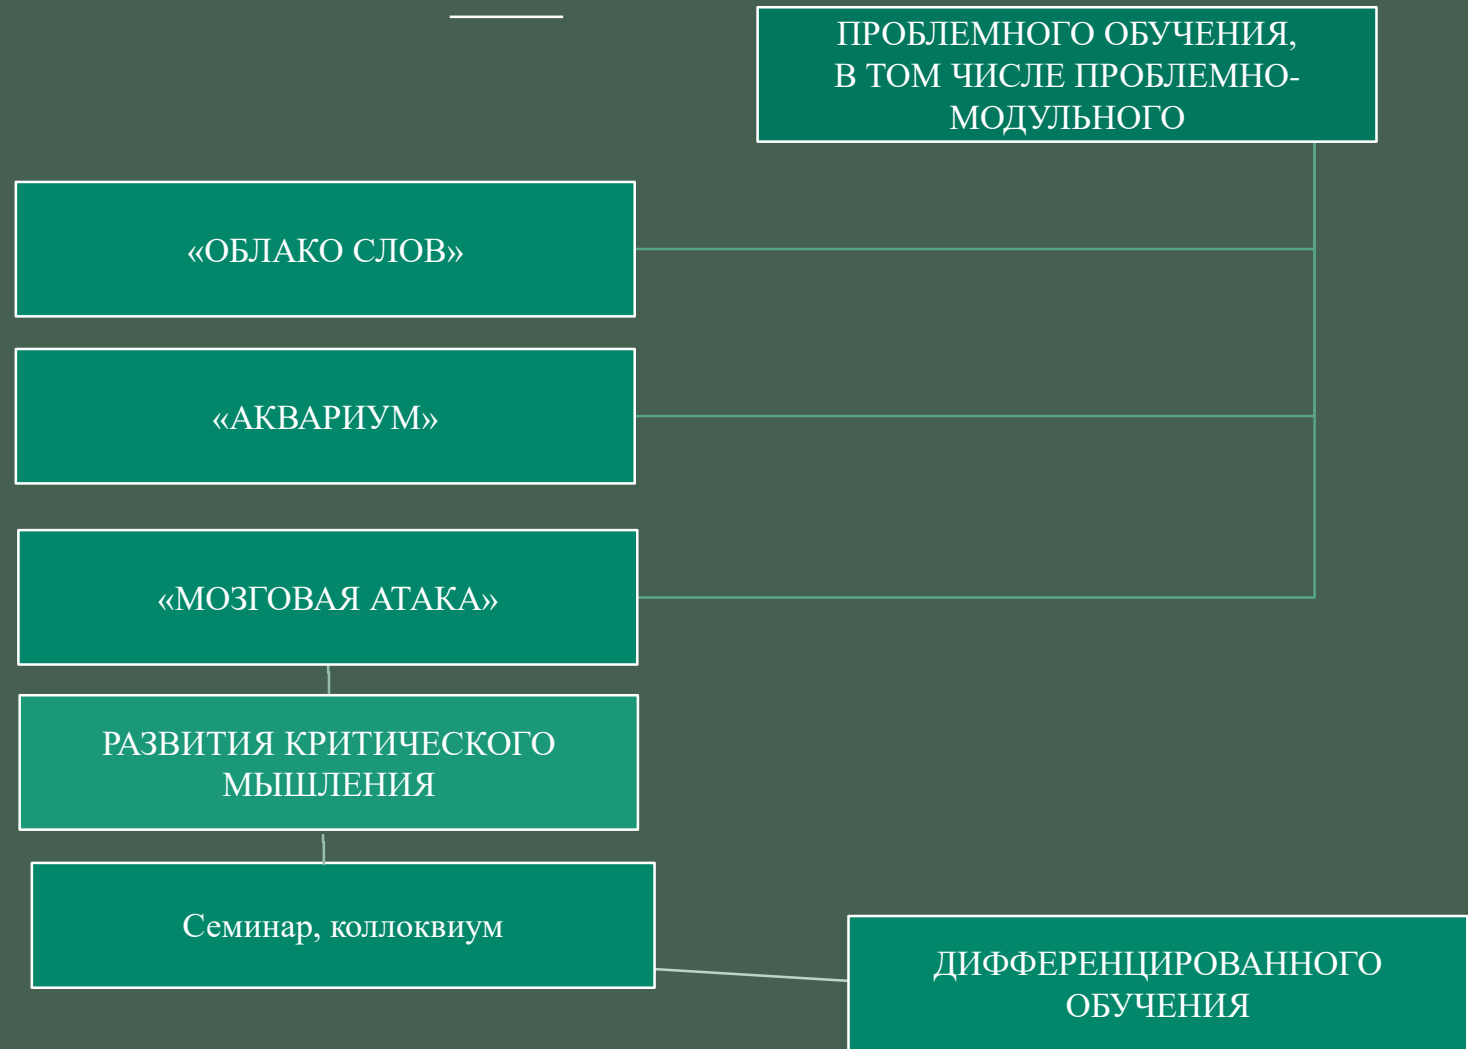 ПРОБЛЕМНОГО ОБУЧЕНИЯ,
В ТОМ ЧИСЛЕ ПРОБЛЕМНО-
МОДУЛЬНОГО
«ОБЛАКО СЛОВ»
«АКВАРИУМ»
«МОЗГОВАЯ АТАКА»
РАЗВИТИЯ КРИТИЧЕСКОГО
МЫШЛЕНИЯ
Семинар, коллоквиум
ДИФФЕРЕНЦИРОВАННОГО
ОБУЧЕНИЯ